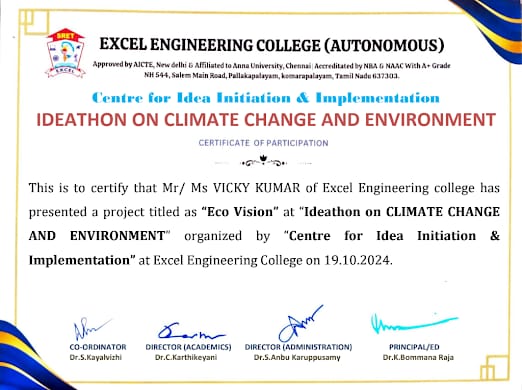 SRET
EXCEL
EXCEL ENGINEERING COLLEGE (AUTONOMOUS)
Approved by AICTE, New delhi & Affiliated to Anna University, Chennai | Accredited by NBA & NAAC With A+ Grade
NH 544, Salem Main Road, Pallakapalayam, komarapalayam, Tamil Nadu 637303.
Centre for Idea Initiation & Implementation
IDEATHON ON CLIMATE CHANGE AND ENVIRONMENT
CERTIFICATE OF PARTICIPATION
This is to certify that Mr/ Ms VICKY KUMAR of Excel Engineering college has
presented a project titled as “Eco Vision” at “Ideathon on CLIMATE CHANGE
AND ENVIRONMENT” organized by “Centre for Idea Initiation &
Implementation” at Excel Engineering College on 19.10.2024.
CO-ORDINATOR DIRECTOR (ACADEMICS) DIRECTOR (ADMINISTRATION) PRINCIPAL/ED
Dr.S.Kayalvizhi Dr.C.Karthikeyani Dr.S.Anbu Karuppusamy Dr.K.Bommana Raja